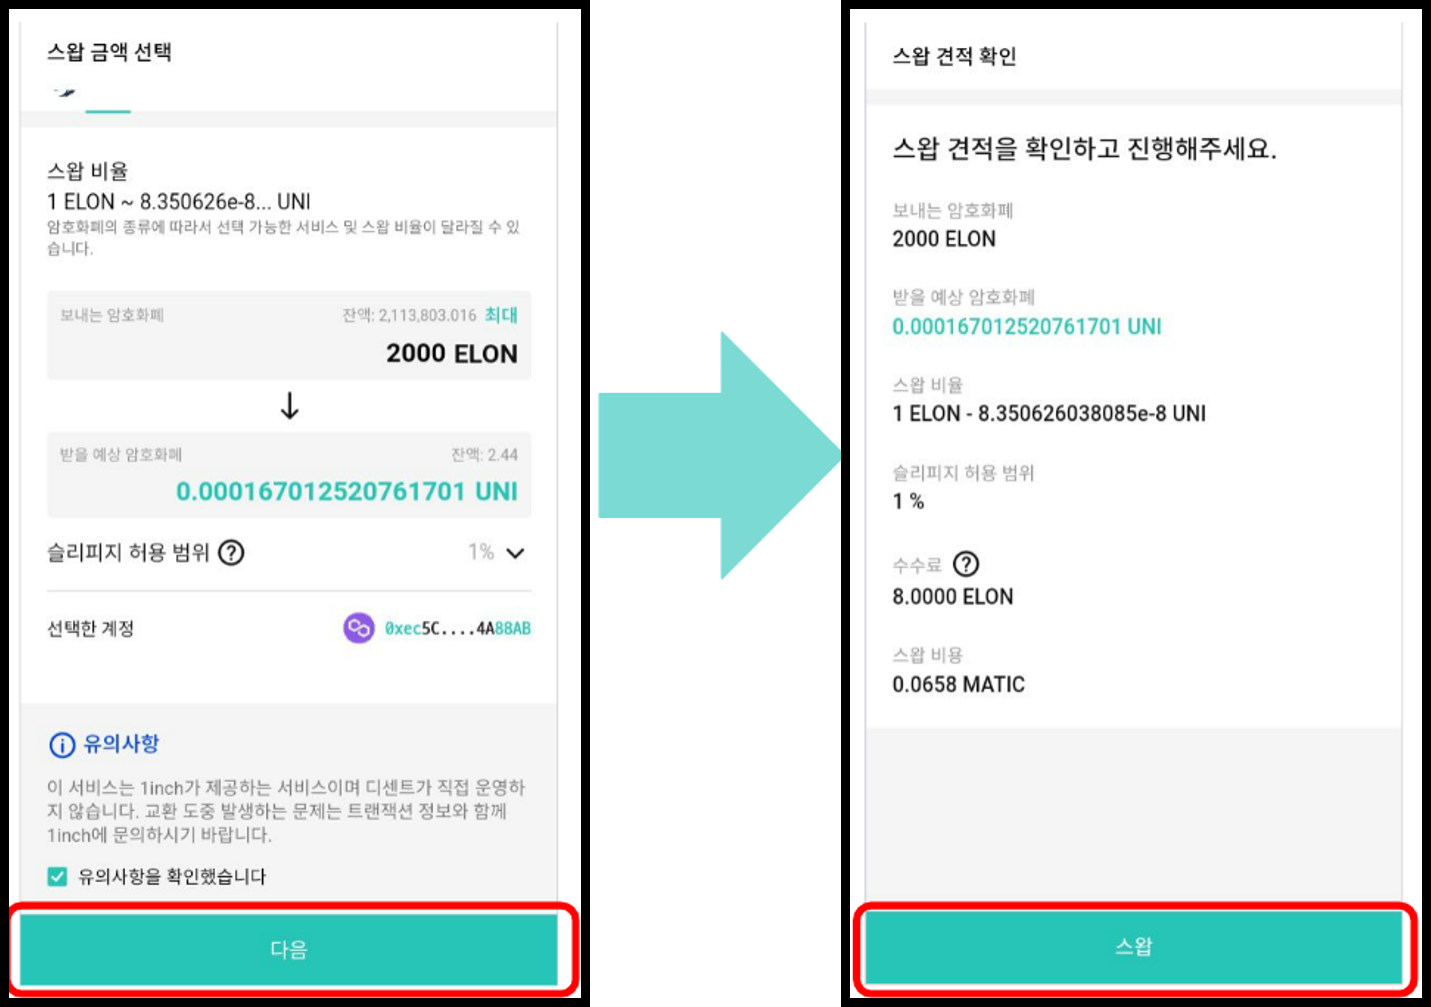 스왑 금액 선택
스왑 비율
1 ELON ~ 8.350626e-8... UNI
암호화폐의 종류에 따라서 선택 가능한 서비스 및 스왑 비율이 달라질 수 있
습니다.
보내는 암호화폐 잔액: 2,113,803.016 최대
2000 ELON
받을 예상 암호화폐 잔액: 2.44
0.000167012520761701 UNI
슬리피지 허용 범위 ? 1%
선택한 계정 0xec5C....4A88AB
유의사항
이 서비스는 1inch가 제공하는 서비스이며 디센트가 직접 운영하
지 않습니다. 교환 도중 발생하는 문제는 트랜잭션 정보와 함께
1inch에 문의하시기 바랍니다.
유의사항을 확인했습니다
다음
스왑 견적 확인
스왑 견적을 확인하고 진행해주세요.
보내는 암호화폐
2000 ELON
받을 예상 암호화폐
0.000167012520761701 UNI
스왑 비율
1 ELON - 8.350626038085e-8 UNI
슬리피지 허용 범위
1 %
수수료 ?
8.0000 ELON
스왑 비용
0.0658 MATIC
스왑